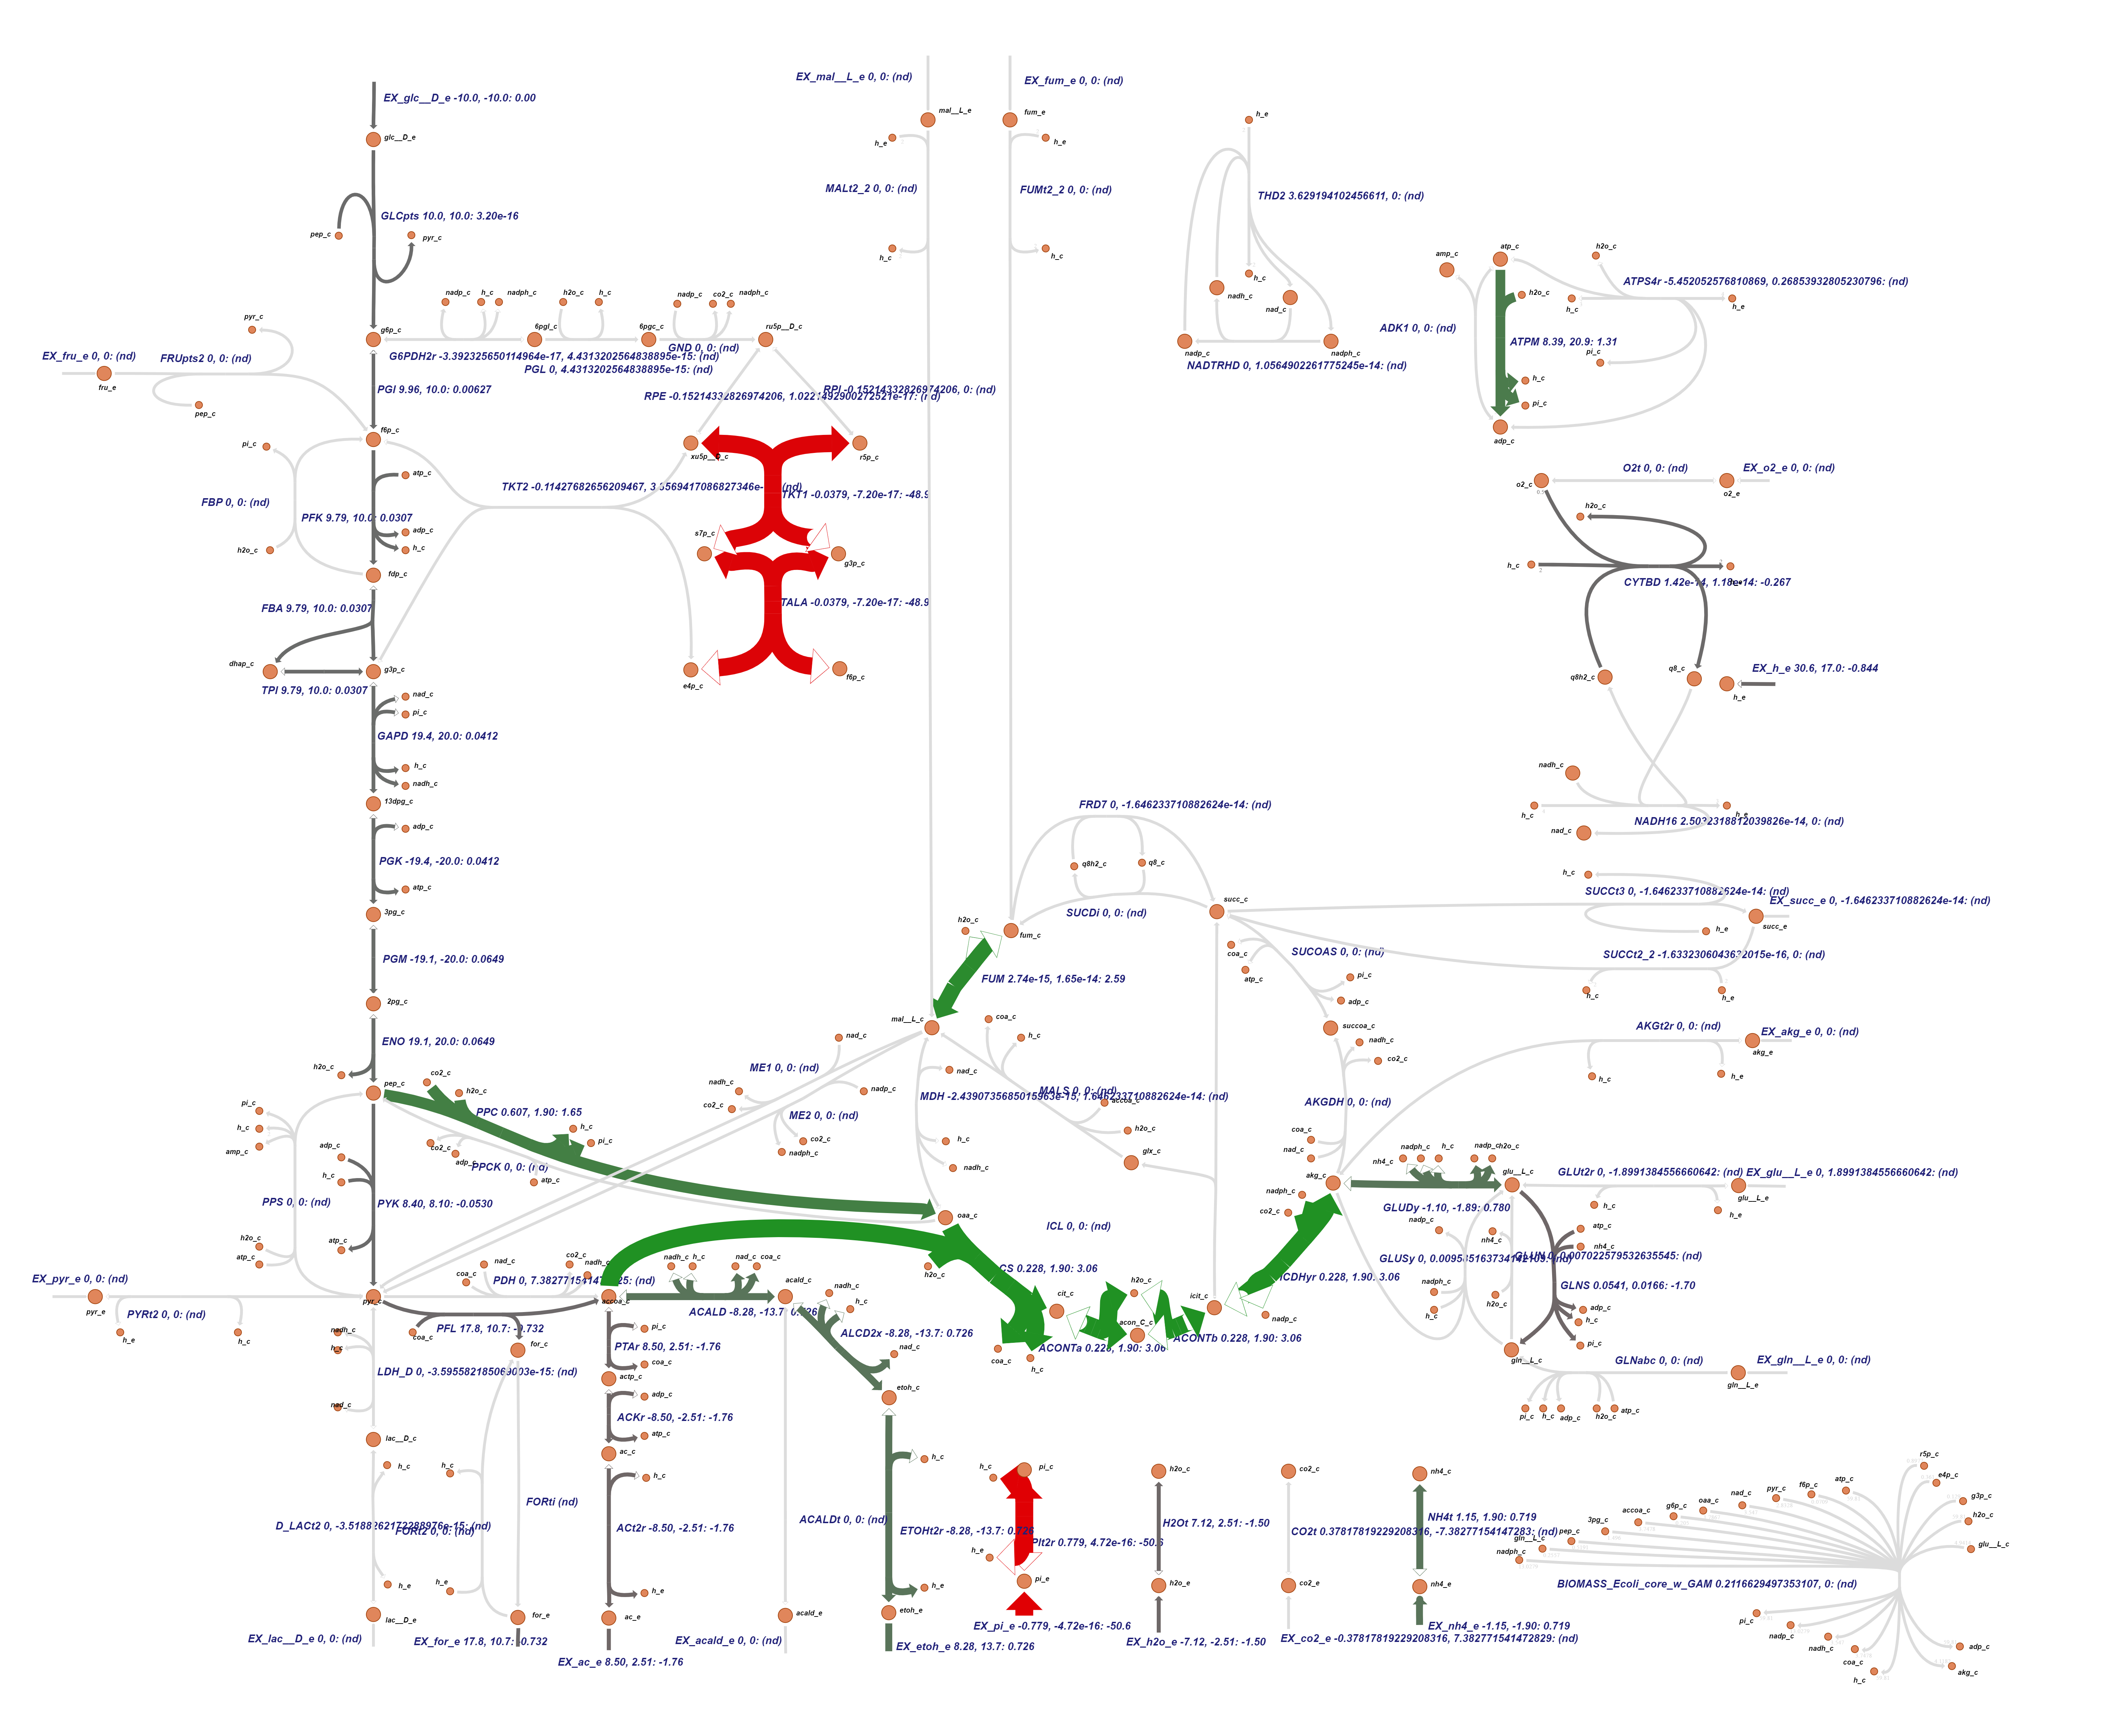 EX_mal__L_e 0, 0: (nd)
EX_fum_e 0, 0: (nd)
EX_glc__D_e -10.0, -10.0: 0.00
mal__L_e
fum_e
h_e
glc__D_e
h_e
h_e
MALt2_2 0, 0: (nd)
FUMt2_2 0, 0: (nd)
THD2 3.629194102456611, 0: (nd)
GLCpts 10.0, 10.0: 3.20e-16
pep_c
pyr_c
h_c
h_c
amp_c
atp_c
h2o_c
h_c
ATPS4r -5.452052576810869, 0.26853932805230796: (nd)
nadp_c
h_c
nadph_c
h2o_c
h_c
nadp_c
co2_c
nadph_c
nadh_c
nad_c
h2o_c
h_c
h_e
pyr_c
g6p_c
6pgl_c
6pgc_c
ru5p__D_c
ADK1 0, 0: (nd)
ATPM 8.39, 20.9: 1.31
pi_c
EX_fru_e 0, 0: (nd)
FRUpts2 0, 0: (nd)
G6PDH2r -3.392325650114964e-17, 4.4313202564838895e-15: (nd)
GND 0, 0: (nd)
PGL 0, 4.4313202564838895e-15: (nd)
nadp_c
nadph_c
NADTRHD 0, 1.0564902261775245e-14: (nd)
fru_e
PGI 9.96, 10.0: 0.00627
RPE -0.15214332826974206, 1.0221492900272521e-17: (nd)
RPI -0.15214332826974206, 0: (nd)
h_c
pi_c
pep_c
f6p_c
adp_c
pi_c
xu5p__D_c
r5p_c
O2t 0, 0: (nd)
EX_o2_e 0, 0: (nd)
atp_c
o2_c
o2_e
FBP 0, 0: (nd)
TKT2 -0.11427682656209467,
TKT1 -0.0379, -7.20e-17: -48.9
PFK 9.79, 10.0: 0.0307
h2o_c
adp_c
s7p_c
h2o_c
h_c
g3p_c
h_c
fdp_c
CYTBD 1.42e-14, 1.18e-14: -0.267
FBA 9.79, 10.0: 0.0307
TALA -0.0379, -7.20e-17: -48.9
dhap_c
g3p_c
e4p_c
f6p_c
q8h2_c
q8_c
EX_h_e 30.6, 17.0: -0.844
h_e
TPI 9.79, 10.0: 0.0307
nad_c
pi_c
GAPD 19.4, 20.0: 0.0412
h_c
nadh_c
nadh_c
13dpg_c
FRD7 0, -1.646233710882624e-14: (nd)
h_c
h_e
adp_c
NADH16 2.5032318812039826e-14, 0: (nd)
nad_c
PGK -19.4, -20.0: 0.0412
q8h2_c
q8_c
h_c
atp_c
SUCCt3 0, -1.646233710882624e-14: (nd)
EX_succ_e 0, -1.646233710882624e-14: (nd)
3pg_c
SUCDi 0, 0: (nd)
succ_c
h2o_c
fum_c
h_e
succ_e
PGM -19.1, -20.0: 0.0649
coa_c
SUCOAS 0, 0: (nd)
SUCCt2_2 -1.6332306043632015e-16, 0: (nd)
FUM 2.74e-15, 1.65e-14: 2.59
atp_c
pi_c
adp_c
h_c
h_e
2pg_c
mal__L_c
coa_c
succoa_c
AKGt2r 0, 0: (nd)
EX_akg_e 0, 0: (nd)
ENO 19.1, 20.0: 0.0649
nad_c
h_c
nadh_c
co2_c
akg_e
h2o_c
co2_c
ME1 0, 0: (nd)
nad_c
h_c
h_e
pep_c
h2o_c
nadh_c
nadp_c
MALS 0, 0: (nd)
MDH -2.4390735685015963e-15, 1.646233710882624e-14: (nd)
accoa_c
AKGDH 0, 0: (nd)
pi_c
PPC 0.607, 1.90: 1.65
co2_c
ME2 0, 0: (nd)
h_c
h_c
pi_c
co2_c
h_c
h2o_c
coa_c
amp_c
adp_c
co2_c
adp_c
nadph_c
glx_c
nad_c
nadph_c
h_c
nadp_c
h2o_c
PPCK 0, 0: (nd)
nadh_c
nh4_c
glu__L_c
h_c
atp_c
akg_c
GLUt2r 0, -1.8991384556660642: (nd)
EX_glu__L_e 0, 1.8991384556660642: (nd)
PPS 0, 0: (nd)
PYK 8.40, 8.10: -0.0530
nadph_c
GLUDy -1.10, -1.89: 0.780
h_c
glu__L_e
h_e
oaa_c
ICL 0, 0: (nd)
co2_c
nadp_c
atp_c
h2o_c
atp_c
nh4_c
nh4_c
atp_c
nad_c
co2_c
nadh_c
nadh_c
h_c
nad_c
coa_c
GLUSy 0,
GLUN 0, 0.007022579532635545: (nd)
EX_pyr_e 0, 0: (nd)
coa_c
PDH 0,
acald_c
h2o_c
CS 0.228, 1.90: 3.06
h2o_c
ICDHyr 0.228, 1.90: 3.06
nadph_c
GLNS 0.0541, 0.0166: -1.70
nadh_c
pyr_e
PYRt2 0, 0: (nd)
pyr_c
accoa_c
ACALD -8.28, -13.7: 0.726
h_c
cit_c
icit_c
h_c
h2o_c
adp_c
h_c
nadp_c
acon_C_c
h_e
h_c
nadh_c
h_c
coa_c
PFL 17.8, 10.7: -0.732
pi_c
ALCD2x -8.28, -13.7: 0.726
ACONTb 0.228, 1.90: 3.06
for_c
PTAr 8.50, 2.51: -1.76
nad_c
ACONTa 0.228, 1.90: 3.06
pi_c
coa_c
coa_c
h_c
gln__L_c
GLNabc 0, 0: (nd)
EX_gln__L_e 0, 0: (nd)
LDH_D 0, -3.595582185069003e-15: (nd)
actp_c
etoh_c
gln__L_e
adp_c
nad_c
ACKr -8.50, -2.51: -1.76
pi_c
h_c
adp_c
h2o_c
atp_c
atp_c
lac__D_c
ac_c
h_c
h_c
h_c
h_c
h_c
pi_c
h2o_c
co2_c
nh4_c
r5p_c
e4p_c
g3p_c
h2o_c
glu__L_c
atp_c
f6p_c
pyr_c
nad_c
oaa_c
g6p_c
accoa_c
3pg_c
pep_c
gln__L_c
nadph_c
FORti (nd)
D_LACt2 0, -3.5188262172288976e-15: (nd)
FORt2 0, 0: (nd)
ACt2r -8.50, -2.51: -1.76
ACALDt 0, 0: (nd)
ETOHt2r -8.28, -13.7: 0.726
PIt2r 0.779, 4.72e-16: -50.6
H2Ot 7.12, 2.51: -1.50
CO2t 0.37817819229208316, -7.38277154147283: (nd)
NH4t 1.15, 1.90: 0.719
h_e
h_e
h_e
h_e
h_e
pi_e
h2o_e
co2_e
nh4_e
BIOMASS_Ecoli_core_w_GAM 0.2116629497353107, 0: (nd)
lac__D_e
for_e
ac_e
acald_e
etoh_e
EX_lac__D_e 0, 0: (nd)
EX_for_e 17.8, 10.7: -0.732
EX_ac_e 8.50, 2.51: -1.76
EX_acald_e 0, 0: (nd)
EX_etoh_e 8.28, 13.7: 0.726
EX_pi_e -0.779, -4.72e-16: -50.6
EX_h2o_e -7.12, -2.51: -1.50
EX_co2_e -0.37817819229208316, 7.382771541472829: (nd)
EX_nh4_e -1.15, -1.90: 0.719
pi_c
nadp_c
nadh_c
coa_c
h_c
adp_c
akg_c